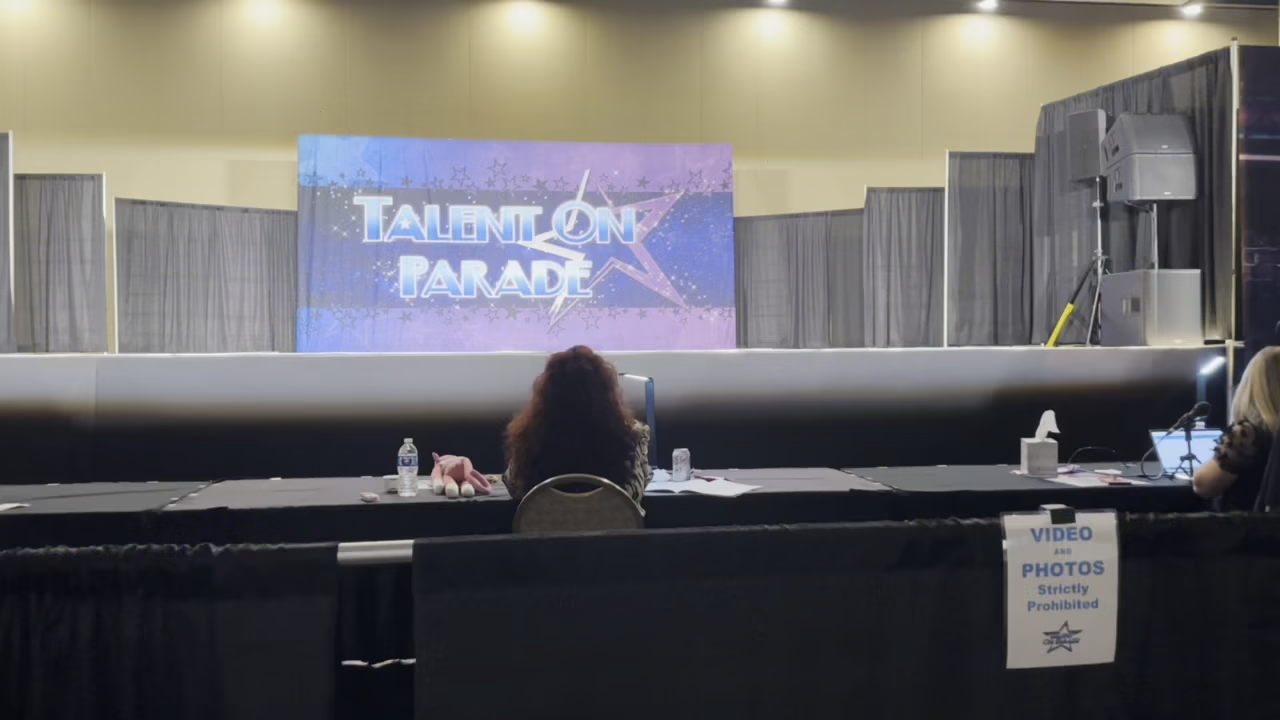 TALENT ON
PARADE
VIDEO
AND
PHOTOS
Strictly
Prohibited